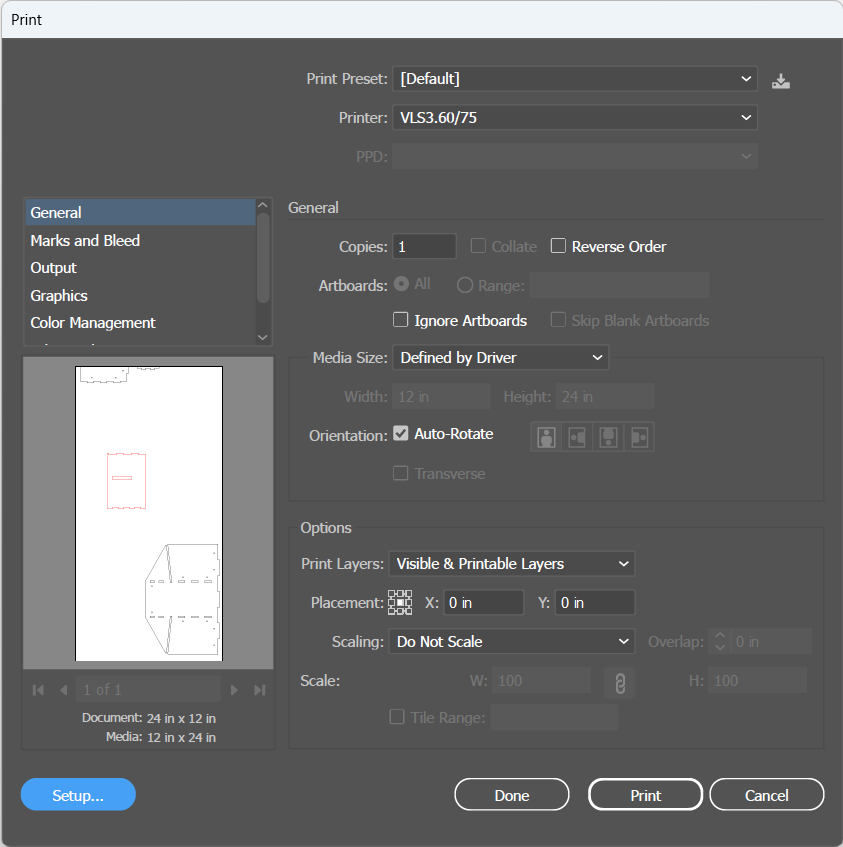 Print
Print Preset: [Default]
Printer: VLS3.60/75
PPD:
General
Marks and Bleed
Output
Graphics
Color Management
General
Copies: 1 Collate Reverse Order
Artboards: All Range:
Ignore Artboards Skip Blank Artboards
Media Size: Defined by Driver
Width: 12 in Height: 24 in
Orientation: Auto-Rotate
Transverse
Options
Print Layers: Visible & Printable Layers
Placement: X: 0 in Y: 0 in
Scaling: Do Not Scale Overlap: 0 in
Scale: W: 100 H: 100
Tile Range:
1 of 1
Document: 24 in x 12 in
Media: 12 in x 24 in
Setup... Done Print Cancel